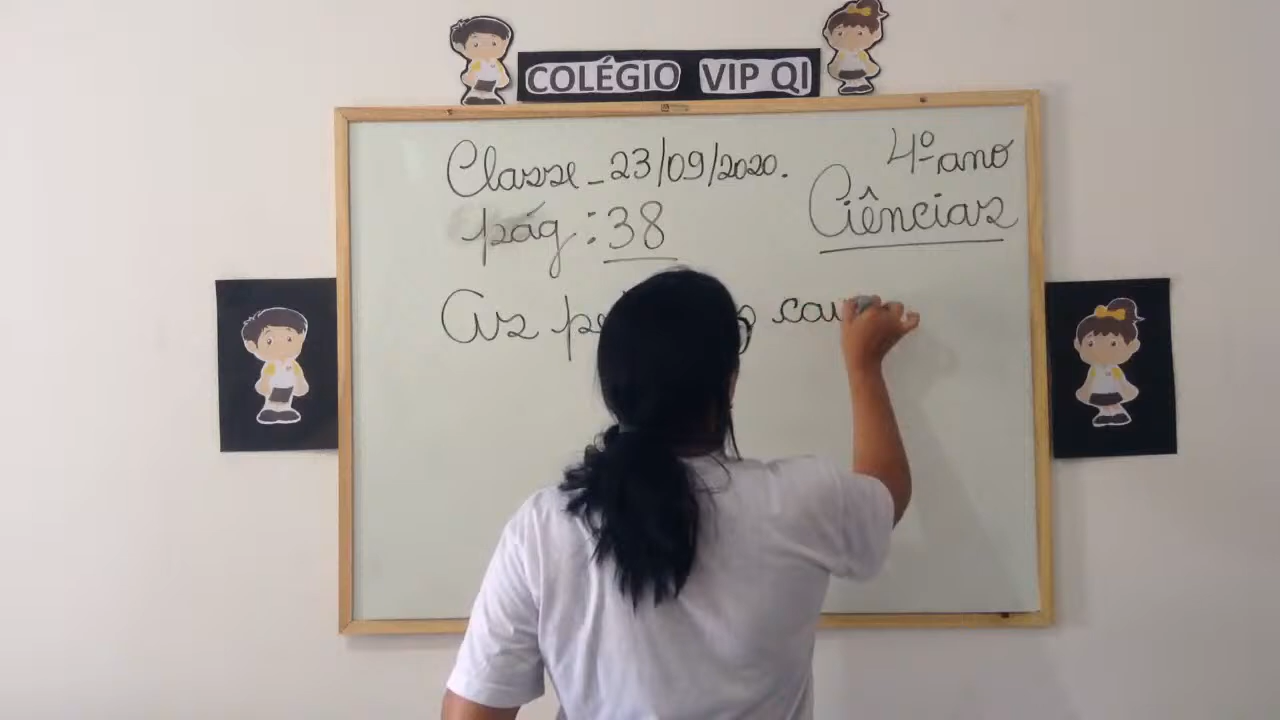 COLÉGIO VIP QI
Classe - 23/09/2020.
4º ano
Ciências
pág: 38
As